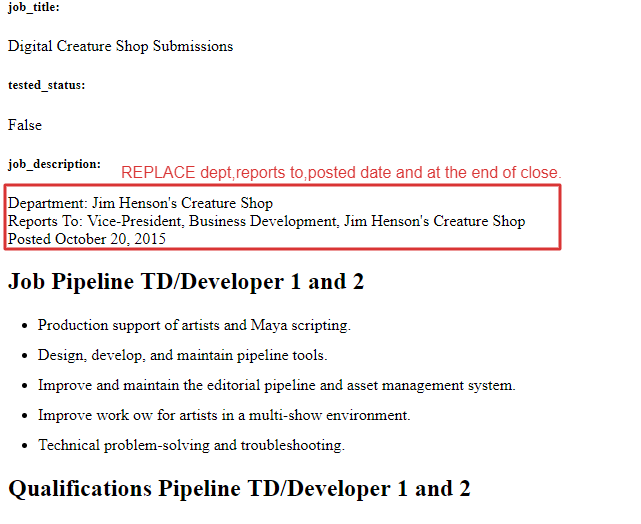 job_title:
Digital Creature Shop Submissions
tested_status:
False
job_description:
REPLACE dept,reports to,posted date and at the end of close.
Department: Jim Henson's Creature Shop
Reports To: Vice-President, Business Development, Jim Henson's Creature Shop
Posted October 20, 2015
Job Pipeline TD/Developer 1 and 2
• Production support of artists and Maya scripting.
• Design, develop, and maintain pipeline tools.
• Improve and maintain the editorial pipeline and asset management system.
• Improve work ow for artists in a multi-show environment.
• Technical problem-solving and troubleshooting.
Qualifications Pipeline TD/Developer 1 and 2